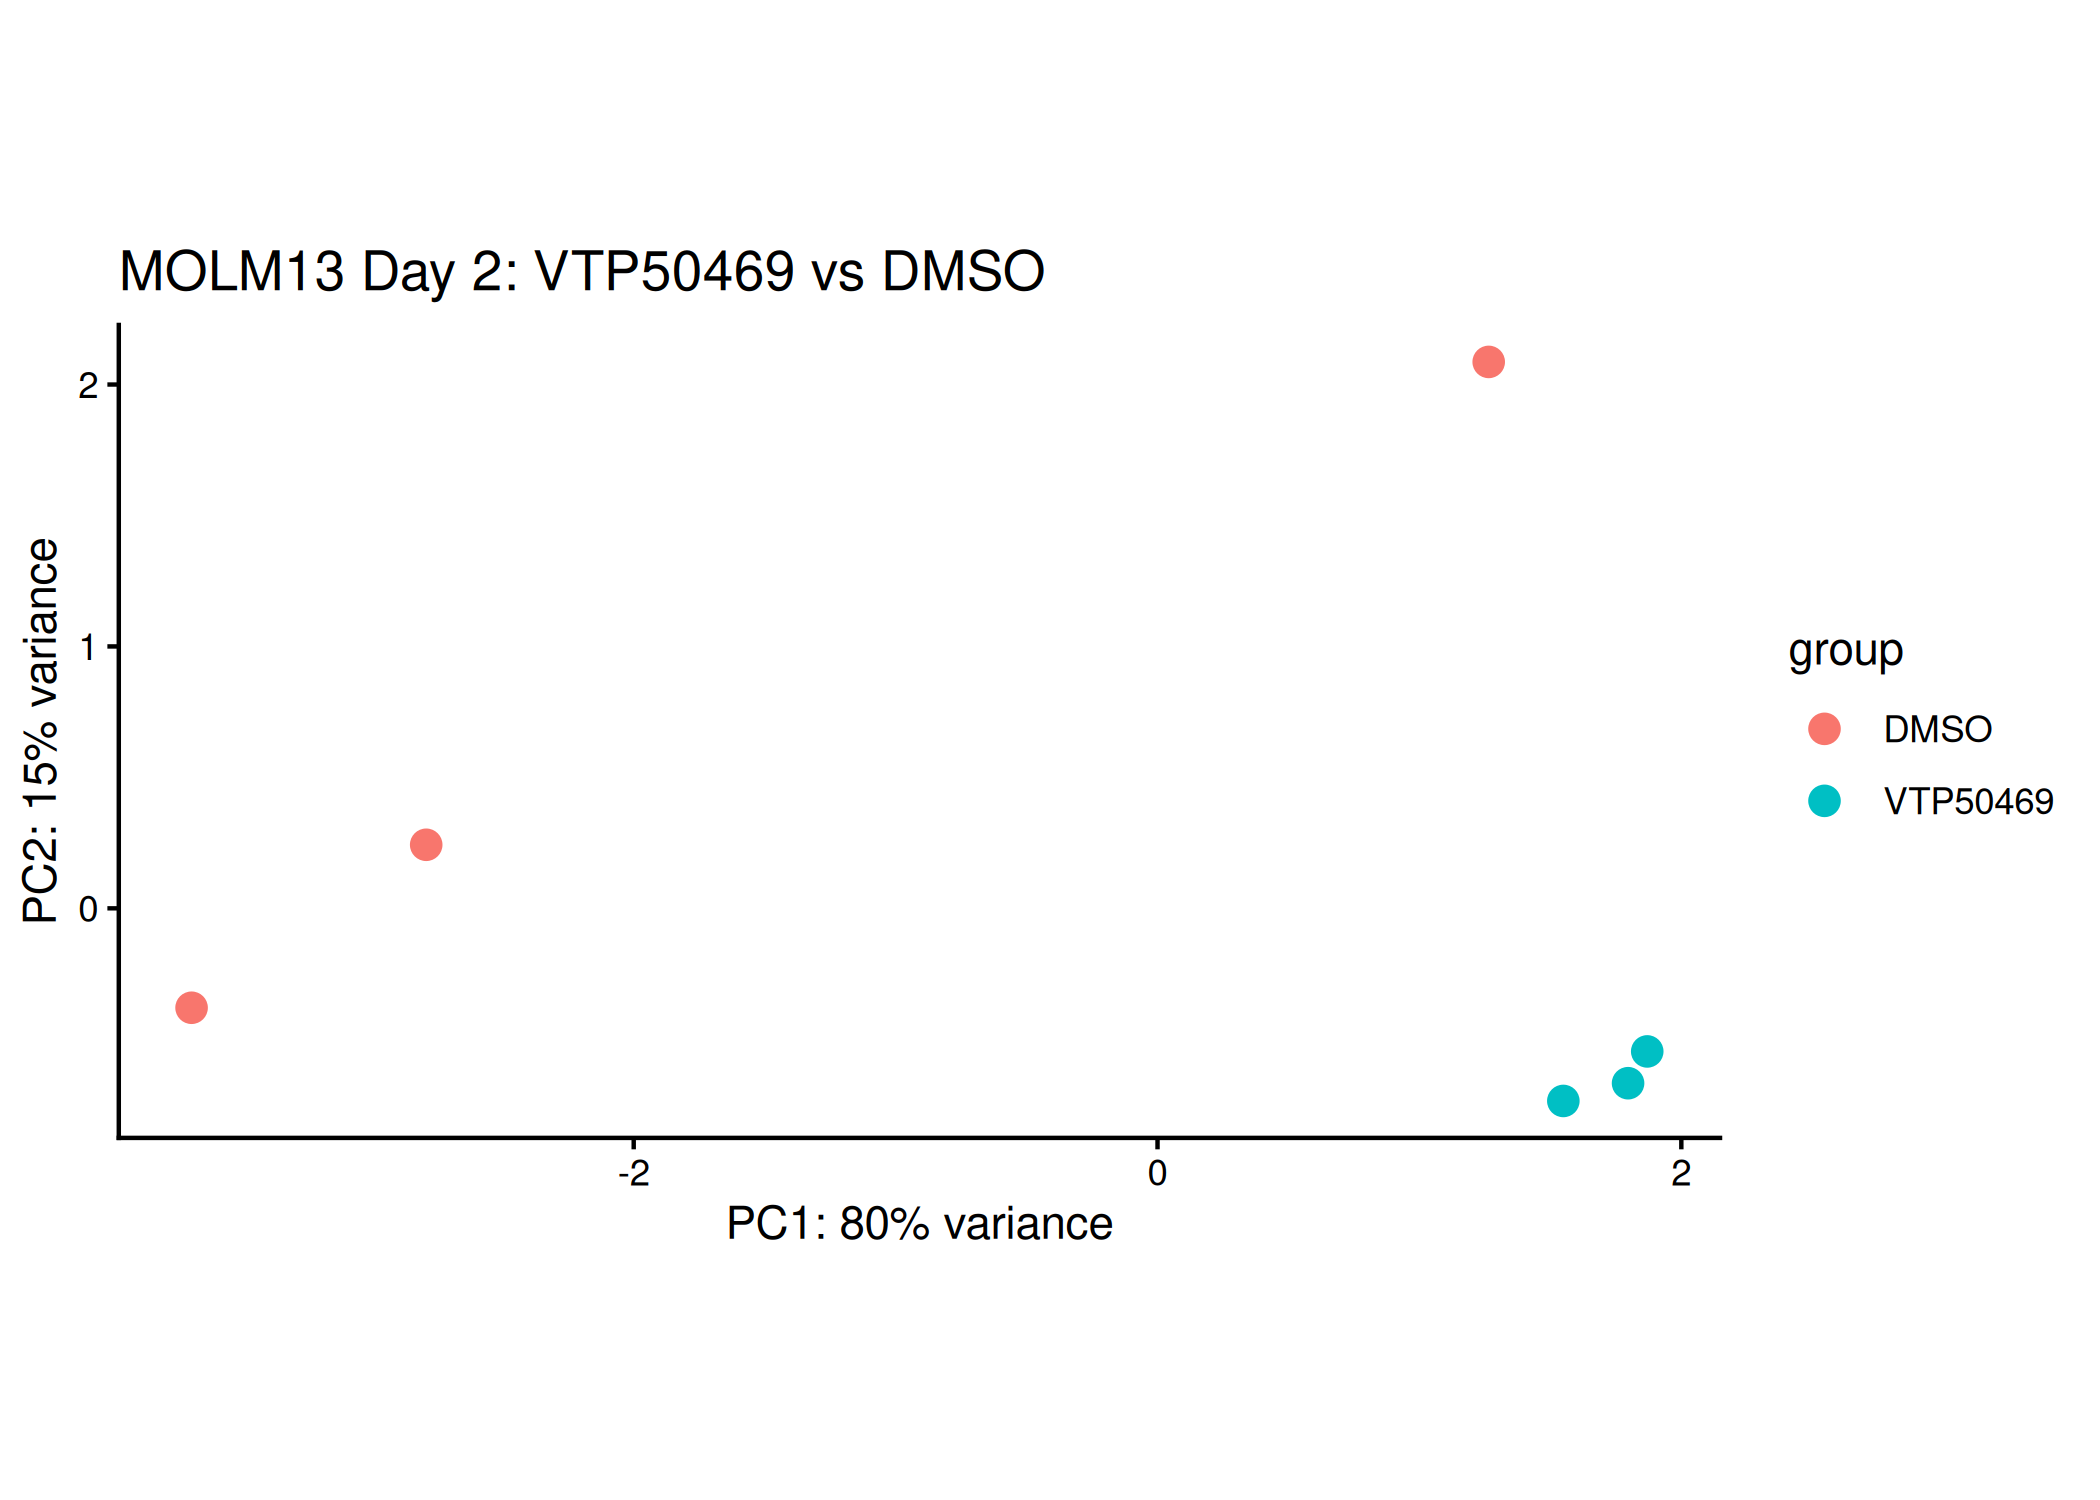 MOLM13 Day 2: VTP50469 vs DMSO
2
1
0
PC2: 15% variance
-2
0
2
PC1: 80% variance
group
DMSO
VTP50469